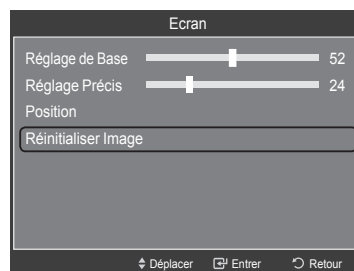 Ecran
Réglage de Base 52
Réglage Précis 24
Position
Réinitialiser Image
Déplacer Entrer Retour